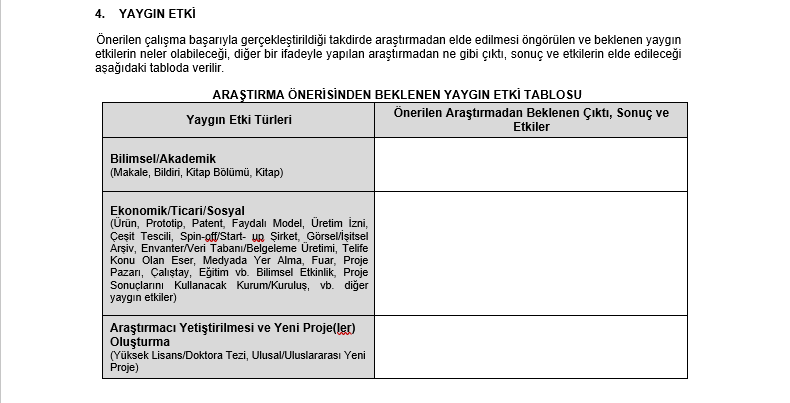 4. YAYGIN ETKİ
Önerilen çalışma başarıyla gerçekleştirildiği takdirde araştırmadan elde edilmesi öngörülen ve beklenen yaygın
etkilerin neler olabileceği, diğer bir ifadeyle yapılan araştırmadan ne gibi çıktı, sonuç ve etkilerin elde edileceği
aşağıdaki tabloda verilir.
ARAŞTIRMA ÖNERİSİNDEN BEKLENEN YAYGIN ETKİ TABLOSU
Yaygın Etki Türleri
Önerilen Araştırmadan Beklenen Çıktı, Sonuç ve
Etkiler
Bilimsel/Akademik
(Makale, Bildiri, Kitap Bölümü, Kitap)
Ekonomik/Ticari/Sosyal
(Ürün, Prototip, Patent, Faydalı Model, Üretim İzni,
Çeşit Tescili, Spin-off/Start- up Şirket, Görsel/İşitsel
Arşiv, Envanter/Veri Tabanı/Belgeleme Üretimi, Telife
Konu Olan Eser, Medyada Yer Alma, Fuar, Proje
Pazarı, Çalıştay, Eğitim vb. Bilimsel Etkinlik, Proje
Sonuçlarını Kullanacak Kurum/Kuruluş, vb. diğer
yaygın etkiler)
Araştırmacı Yetiştirilmesi ve Yeni Proje(ler)
Oluşturma
(Yüksek Lisans/Doktora Tezi, Ulusal/Uluslararası Yeni
Proje)